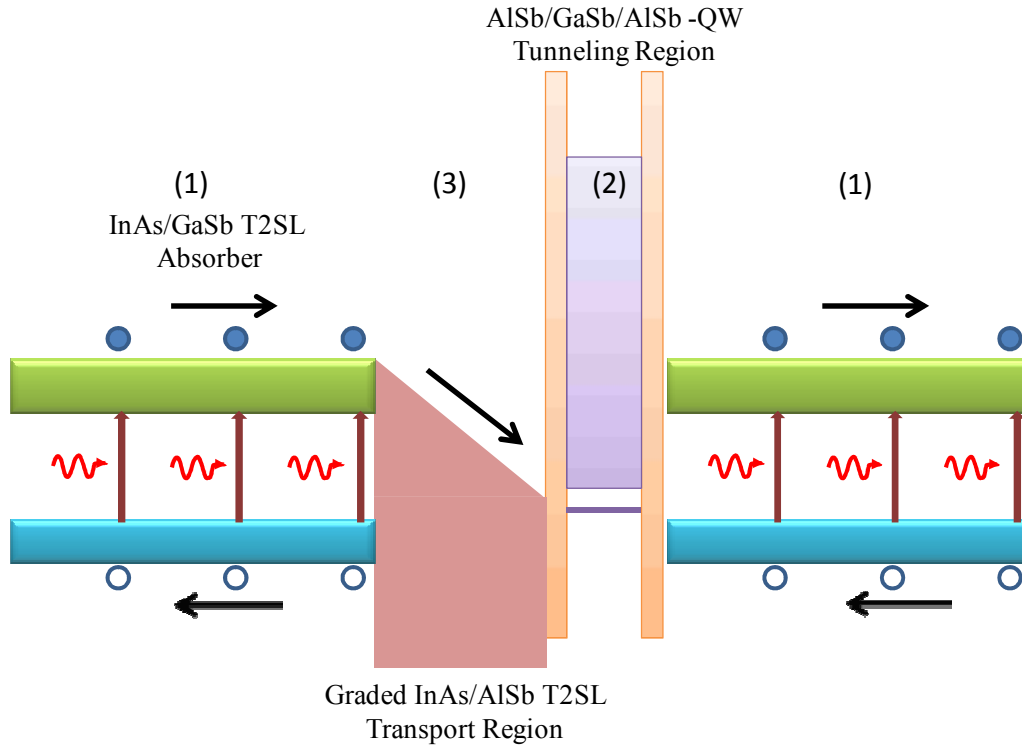 AlSb/GaSb/AlSb -QW
Tunneling Region
(1)
(3)
(2)
(1)
InAs/GaSb T2SL
Absorber
Graded InAs/AlSb T2SL
Transport Region